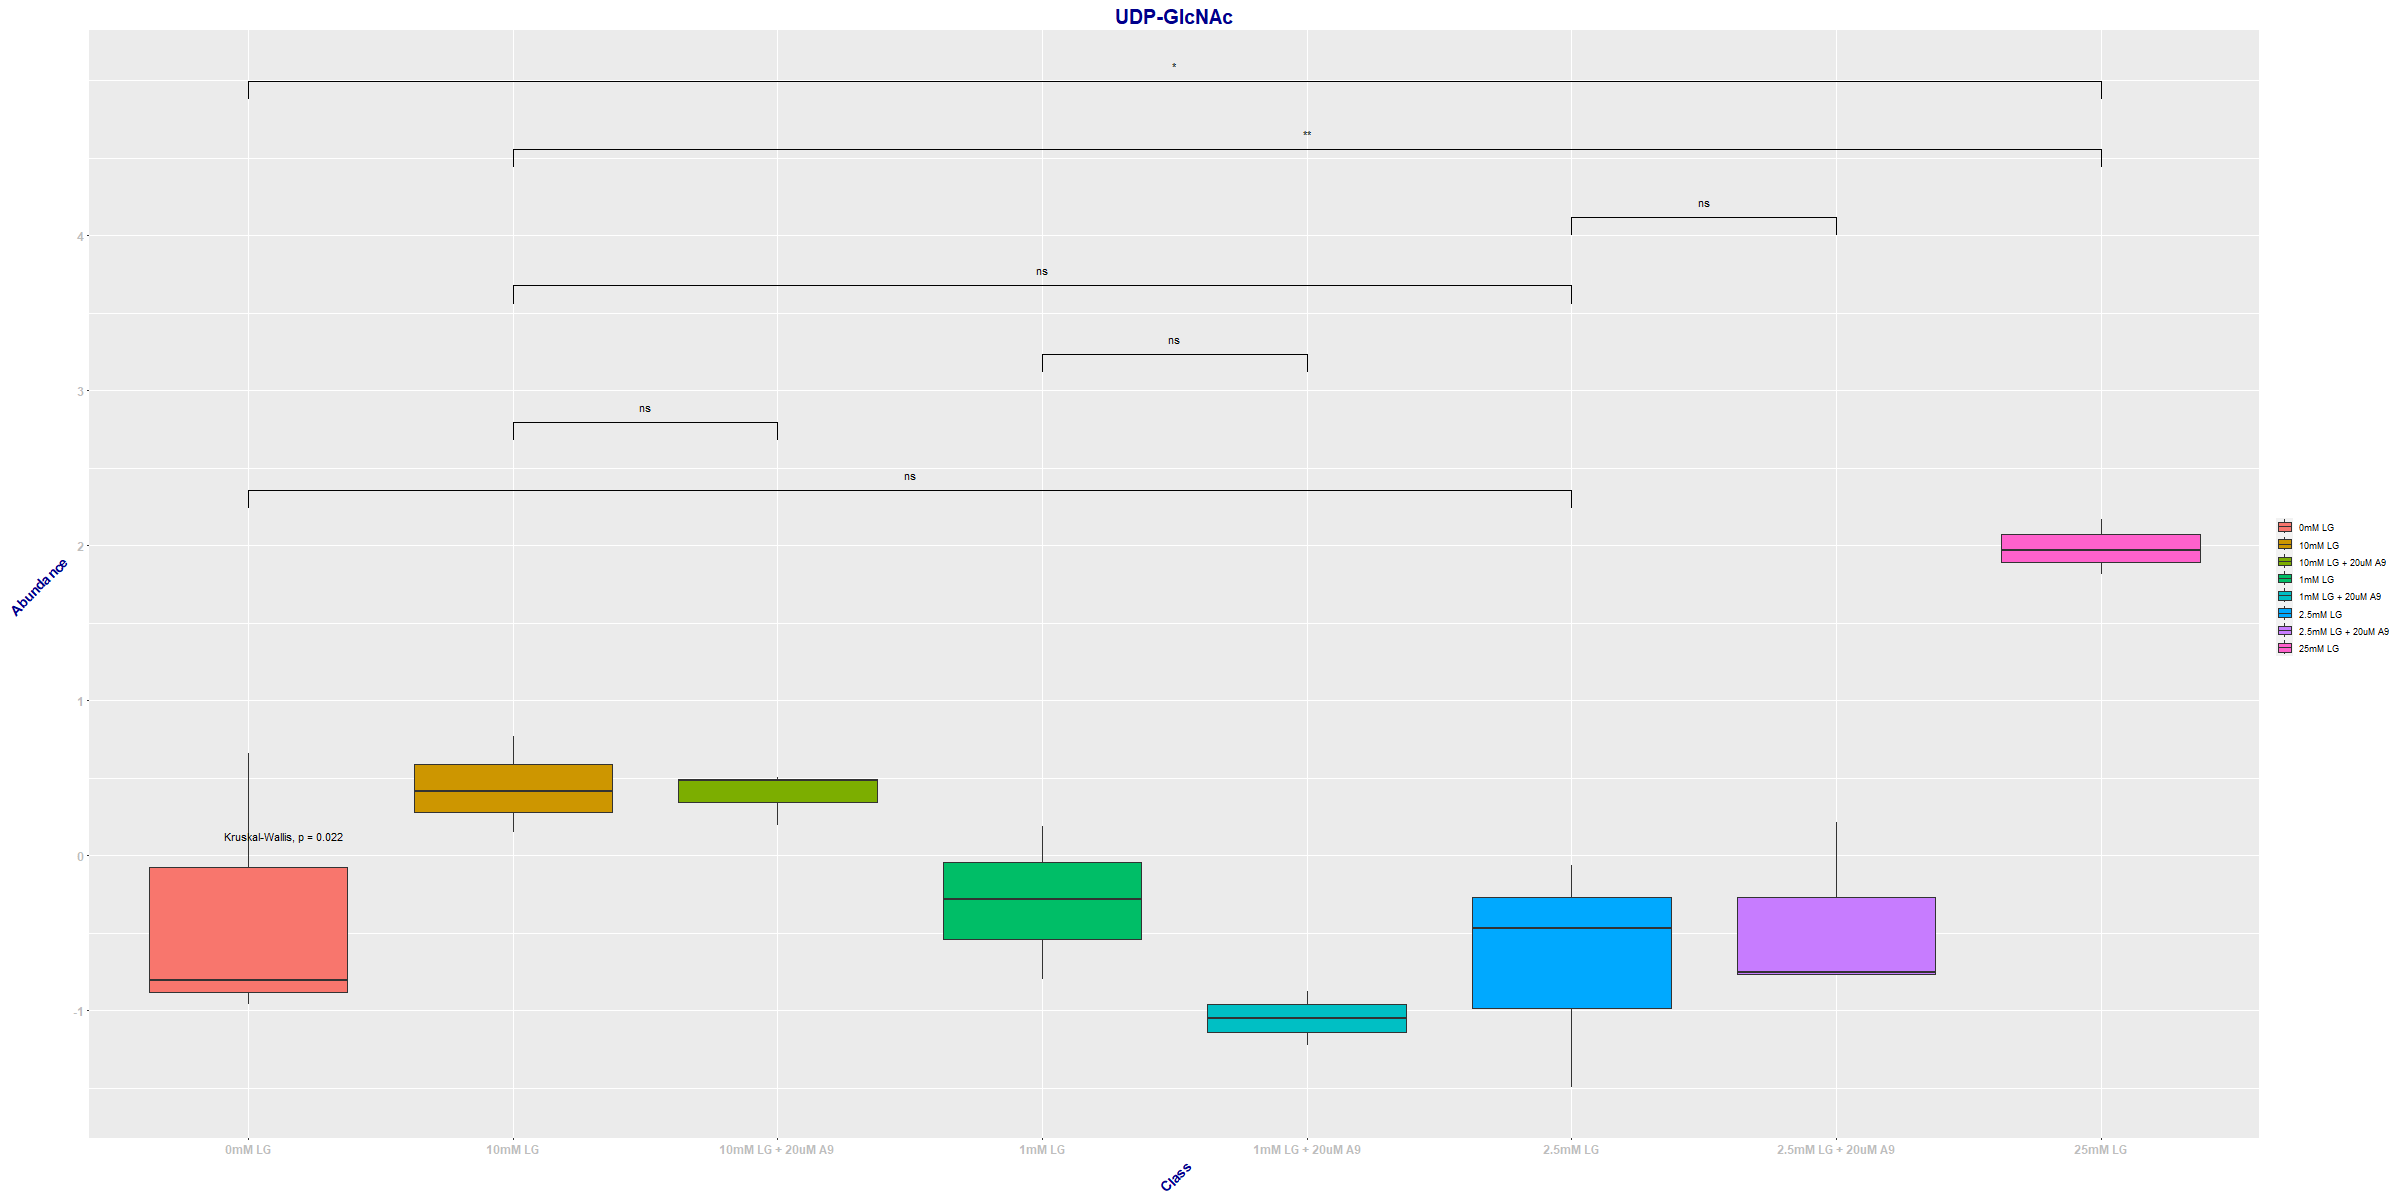 UDP-GlcNAc
*
**
ns
4
ns
ns
3
ns
ns
2
Abundance
1
Kruskal-Wallis, p = 0.022
0
-1
0mM LG
10mM LG
10mM LG + 20uM A9
1mM LG
1mM LG + 20uM A9
2.5mM LG
2.5mM LG + 20uM A9
25mM LG
Class
0mM LG
10mM LG
10mM LG + 20uM A9
1mM LG
1mM LG + 20uM A9
2.5mM LG
2.5mM LG + 20uM A9
25mM LG